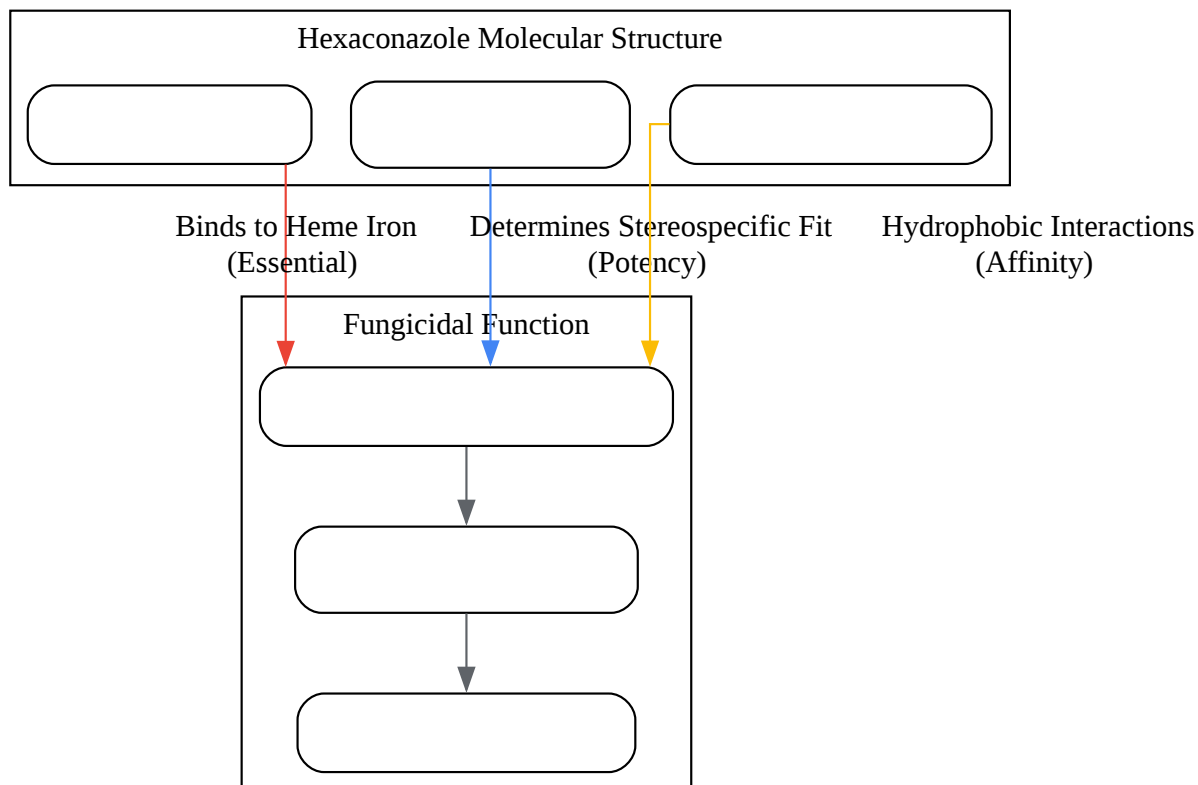 Hexaconazole Molecular Structure
Binds to Heme Iron
(Essential)
Determines Stereospecific Fit
(Potency)
Hydrophobic Interactions
(Affinity)
Fungicidal Function